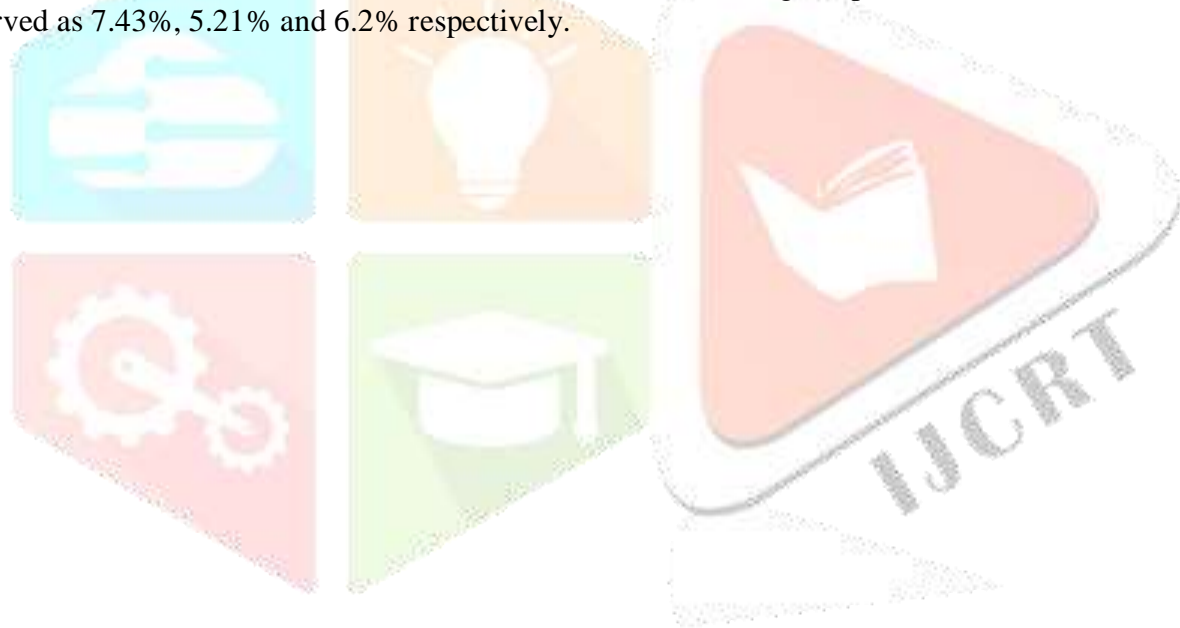 rved as 7.43%, 5.21% and 6.2% respectively.
IJCRT